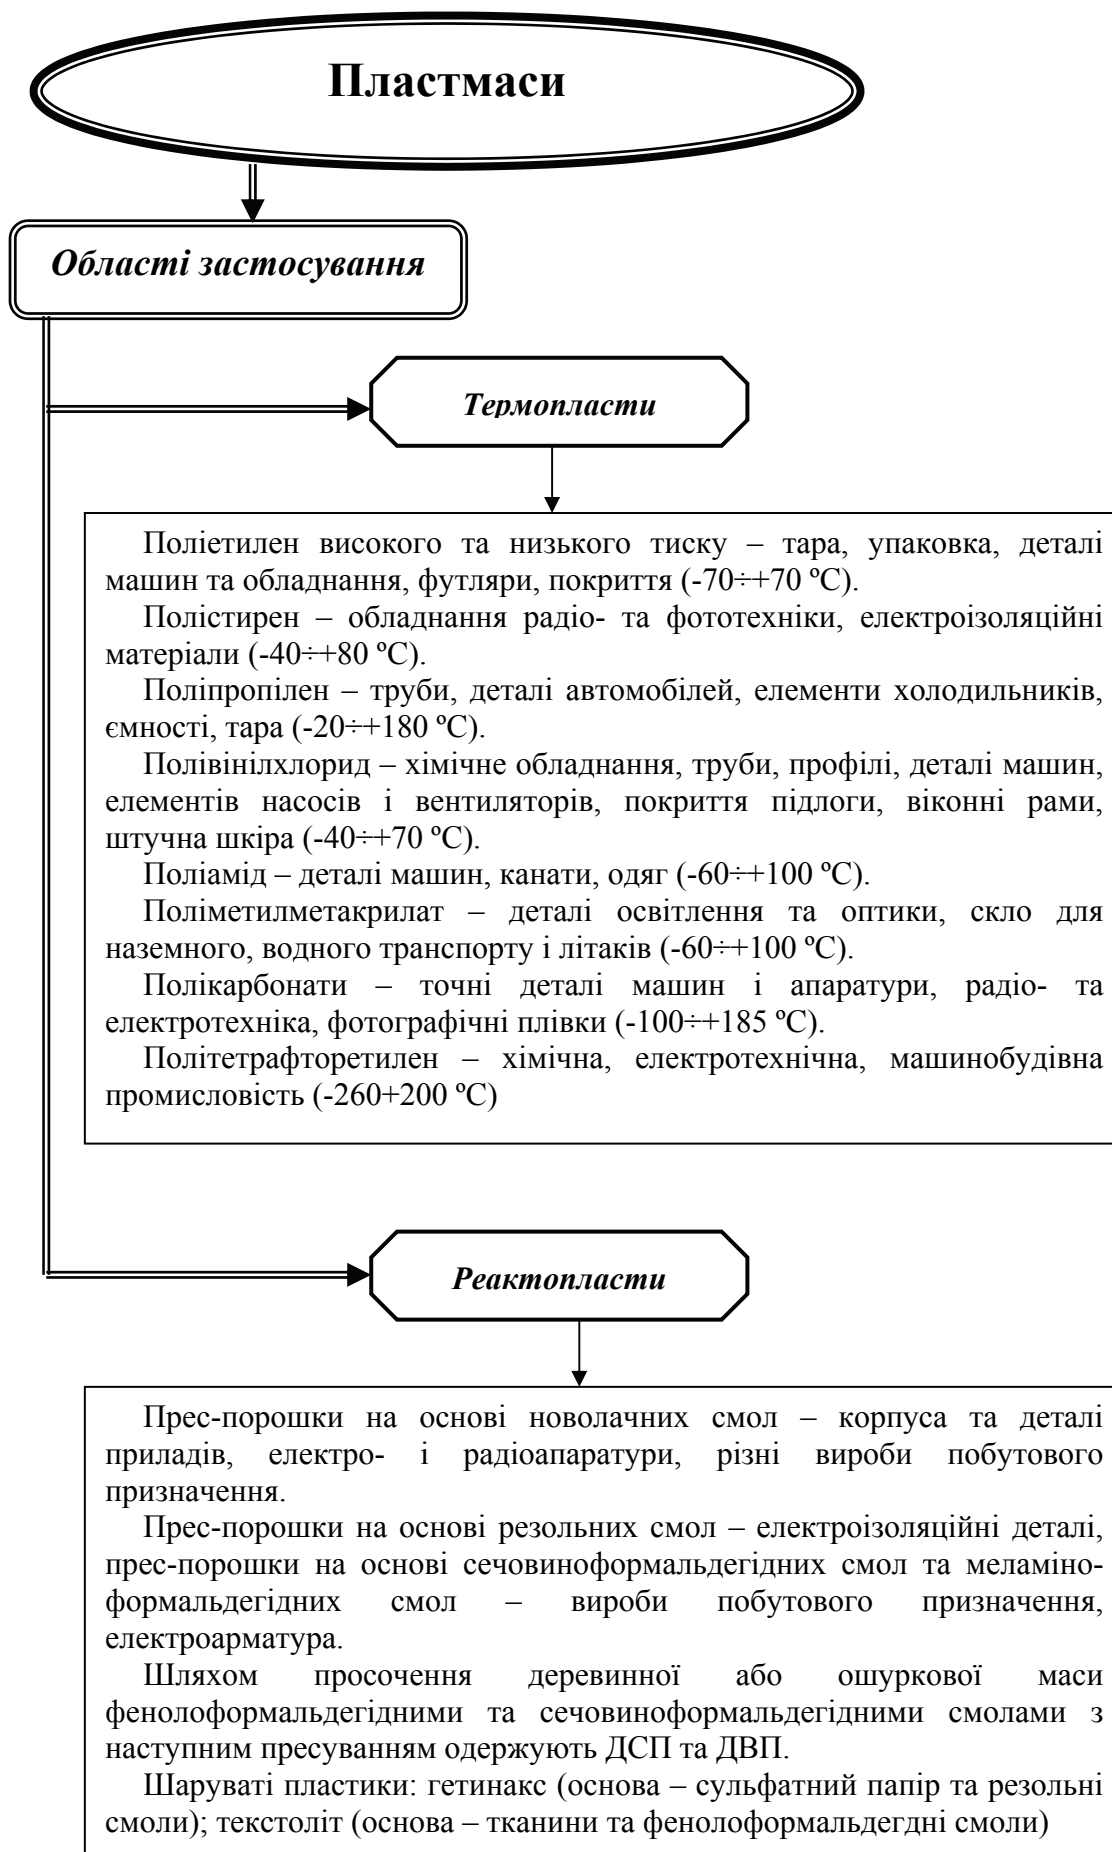 Пластмаси
Області застосування
Термопласти
Поліетилен високого та низького тиску – тара, упаковка, деталі
машин та обладнання, футляри, покриття (-70÷+70 ºС).
Полістирен – обладнання радіо- та фототехніки, електроізоляційні
матеріали (-40÷+80 ºС).
Поліпропілен – труби, деталі автомобілей, елементи холодильників,
ємності, тара (-20÷+180 ºС).
Полівінілхлорид – хімічне обладнання, труби, профілі, деталі машин,
елементів насосів і вентиляторів, покриття підлоги, віконні рами,
штучна шкіра (-40÷+70 ºС).
Поліамід – деталі машин, канати, одяг (-60÷+100 ºС).
Поліметилметакрилат – деталі освітлення та оптики, скло для
наземного, водного транспорту і літаків (-60÷+100 ºС).
Полікарбонати – точні деталі машин і апаратури, радіо- та
електротехніка, фотографічні плівки (-100÷+185 ºС).
Політетрафторетилен – хімічна, електротехнічна, машинобудівна
промисловість (-260+200 ºС)
Реактопласти
Прес-порошки на основі новолачних смол – корпуса та деталі
приладів, електро- і радіоапаратури, різні вироби побутового
призначення.
Прес-порошки на основі резольних смол – електроізоляційні деталі,
прес-порошки на основі сечовиноформальдегідних смол та меламіно-
формальдегідних смол – вироби побутового призначення,
електроарматура.
Шляхом просочення деревинної або ошуркової маси
фенолоформальдегідними та сечовиноформальдегідними смолами з
наступним пресуванням одержують ДСП та ДВП.
Шаруваті пластики: гетинакс (основа – сульфатний папір та резольні
смоли); текстоліт (основа – тканини та фенолоформальдегдні смоли)